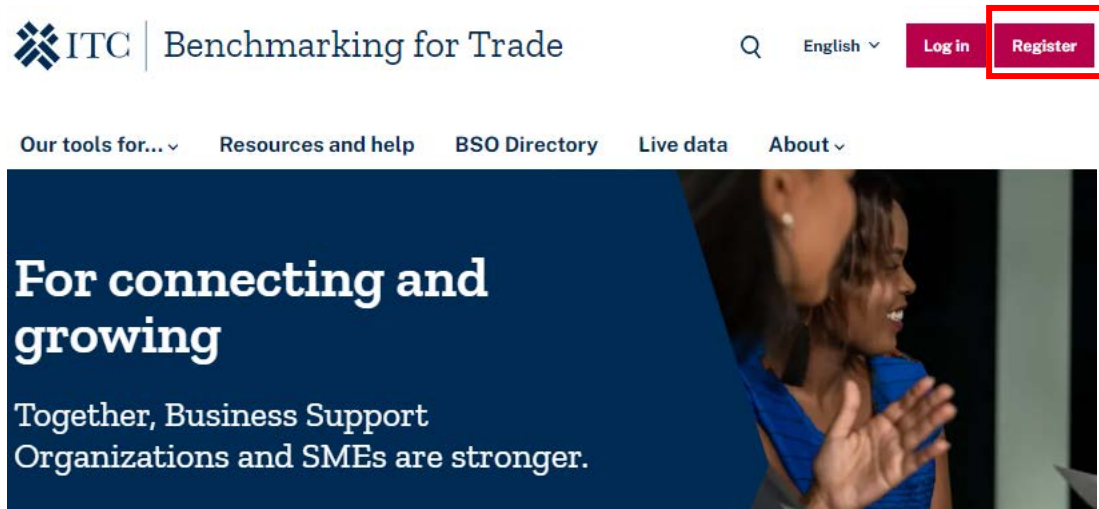 ITC Benchmarking for Trade
English
Log in
Register
Our tools for... Resources and help BSO Directory Live data About
For connecting and
growing
Together, Business Support
Organizations and SMEs are stronger.